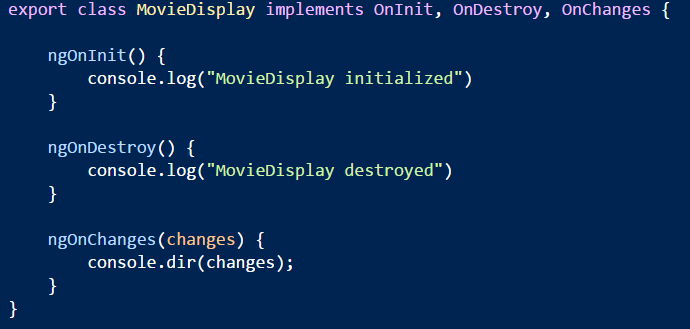 export class MovieDisplay implements OnInit, OnDestroy, OnChanges {
ngOnInit() {
console.log("MovieDisplay initialized")
}
ngOnDestroy() {
console.log("MovieDisplay destroyed")
}
ngOnChanges(changes) {
console.dir(changes);
}
}